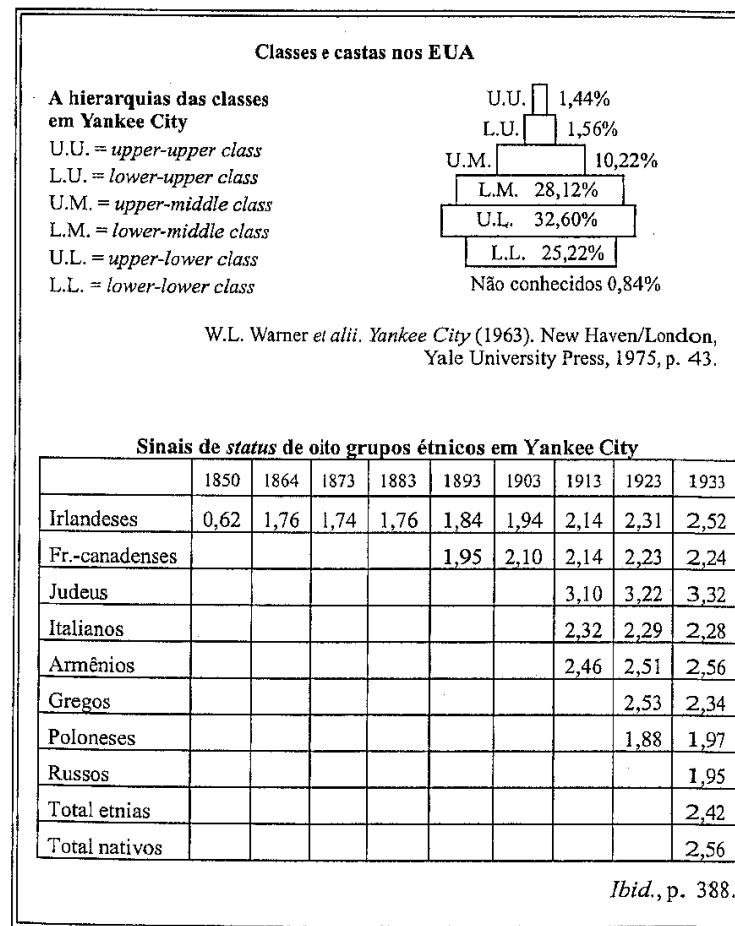 Classes e castas nos EUA
A hierarquias das classes
em Yankee City
U.U. = upper-upper class
L.U. = lower-upper class
U.M. = upper-middle class
L.M. = lower-middle class
U.L. = upper-lower class
L.L. = lower-lower class
U.U. 1,44%
L.U. 1,56%
U.M. 10,22%
L.M. 28,12%
U.L. 32,60%
L.L. 25,22%
Não conhecidos 0,84%
W.L. Warner et alii. Yankee City (1963). New Haven/London,
Yale University Press, 1975, p. 43.
Sinais de status de oito grupos étnicos em Yankee City
1850 1864 1873 1883 1893 1903 1913 1923 1933
Irlandeses 0,62 1,76 1,74 1,76 1,84 1,94 2,14 2,31 2,52
Fr.-canadenses 1,95 2,10 2,14 2,23 2,24
Judeus 3,10 3,22 3,32
Italianos 2,32 2,29 2,28
Armênios 2,46 2,51 2,56
Gregos 2,53 2,34
Poloneses 1,88 1,97
Russos 1,95
Total etnias 2,42
Total nativos 2,56
Ibid., p. 388.